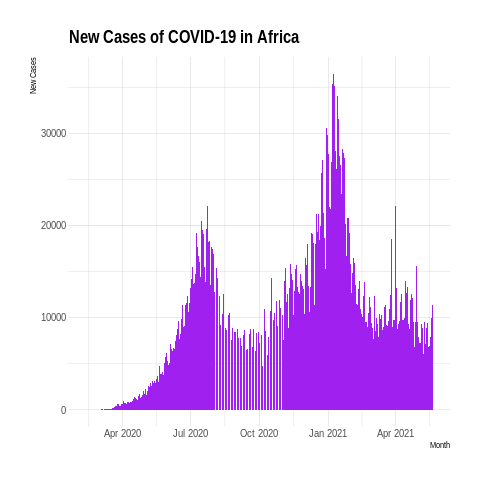 New Cases of COVID-19 in Africa
New Cases
30000
20000
10000
0
Apr 2020 Jul 2020 Oct 2020 Jan 2021 Apr 2021
Month